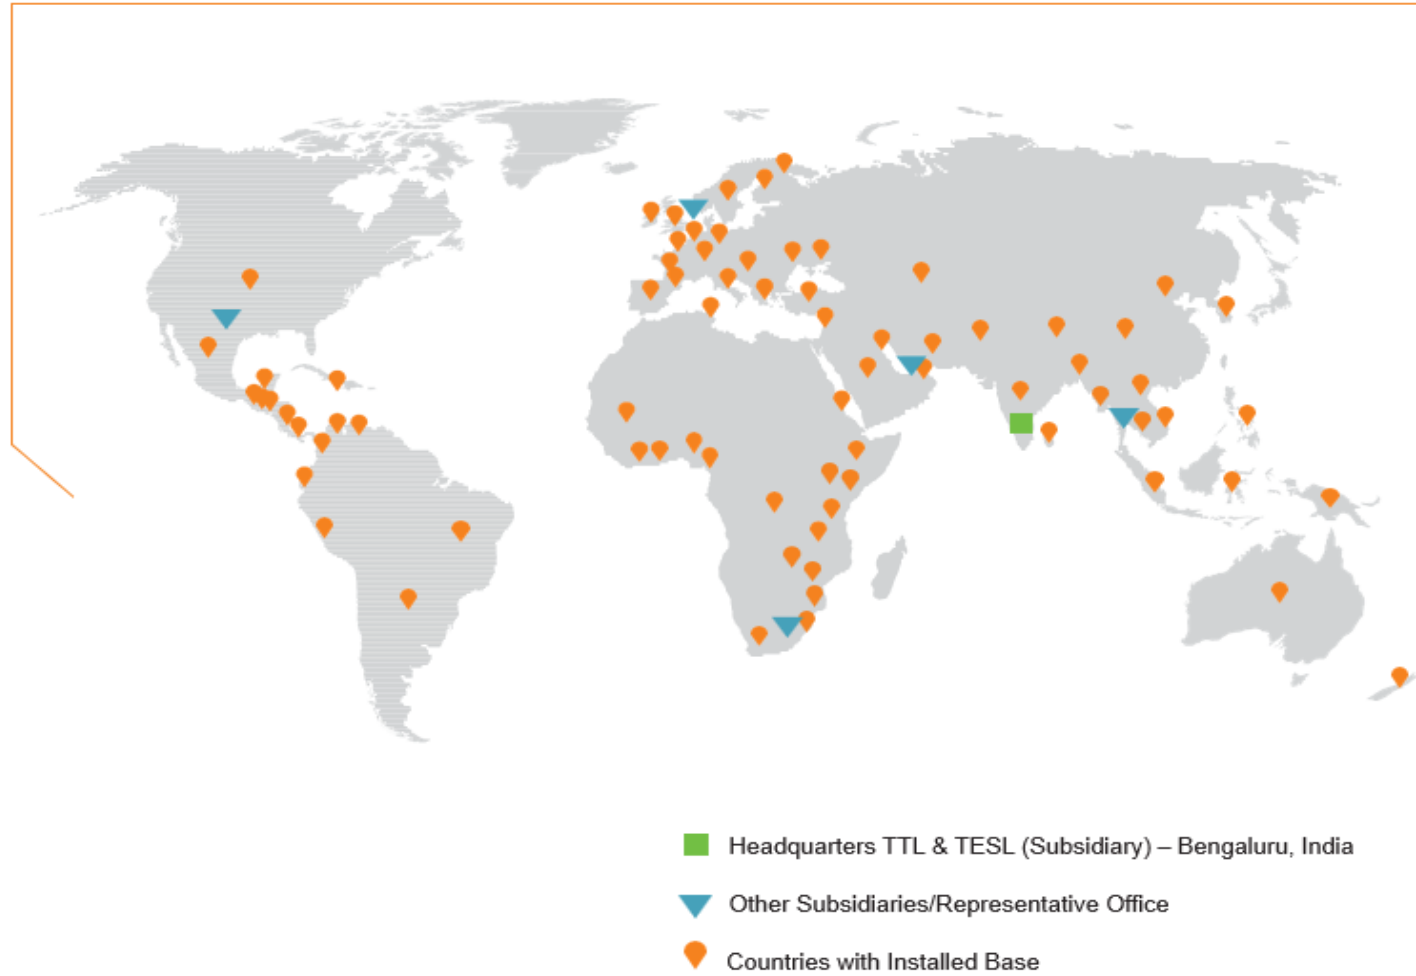 Headquarters TTL & TESL (Subsidiary) – Bengaluru, India
Other Subsidiaries/Representative Office
Countries with Installed Base